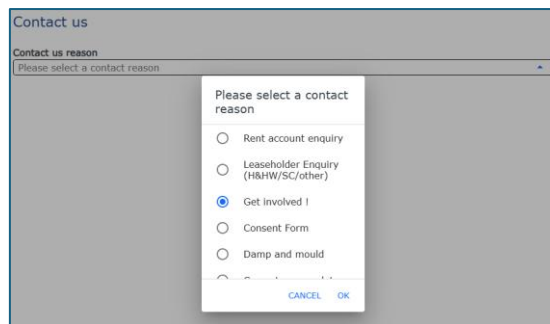 Contact us
Contact us reason
Please select a contact reason
Please select a contact
reason
Rent account enquiry
Leaseholder Enquiry
(H&HW/SC/other)
Get involved !
Consent Form
Damp and mould
CANCEL OK